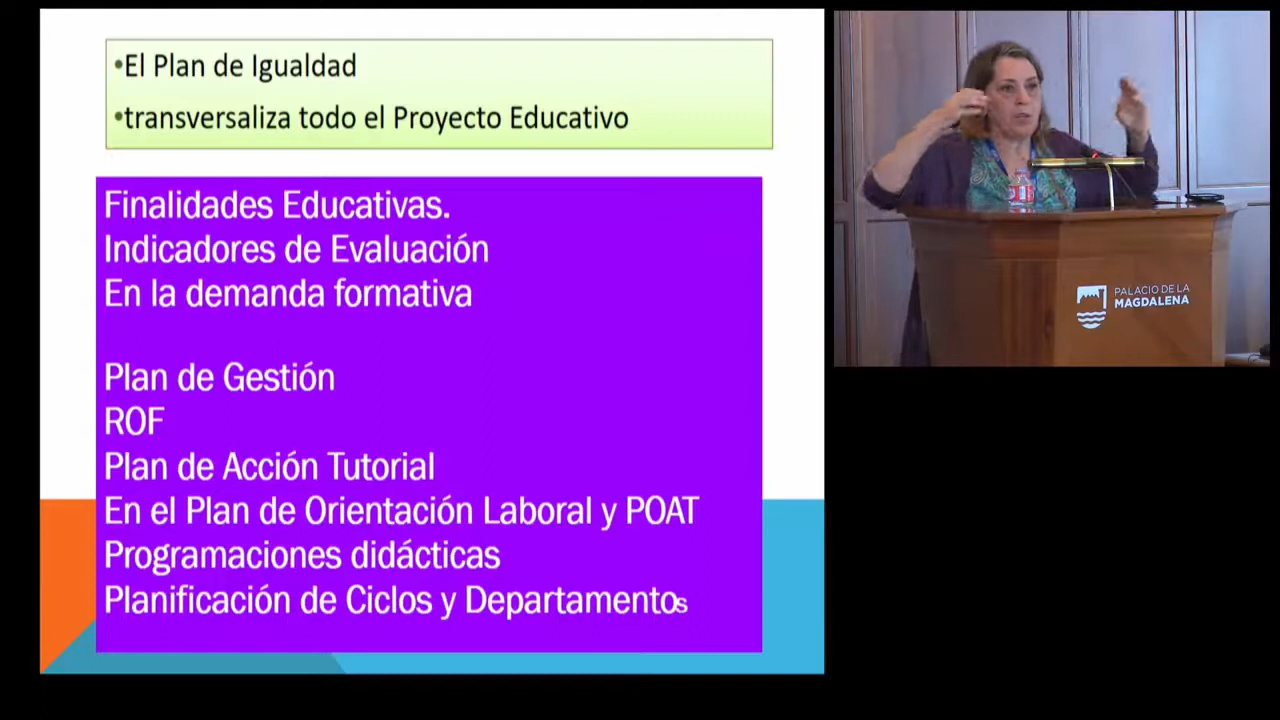 •El Plan de Igualdad
•transversaliza todo el Proyecto Educativo
Finalidades Educativas.
Indicadores de Evaluación
En la demanda formativa
Plan de Gestión
ROF
Plan de Acción Tutorial
En el Plan de Orientación Laboral y POAT
Programaciones didácticas
Planificación de Ciclos y Departamentos
PALACIO DE LA
MAGDALENA